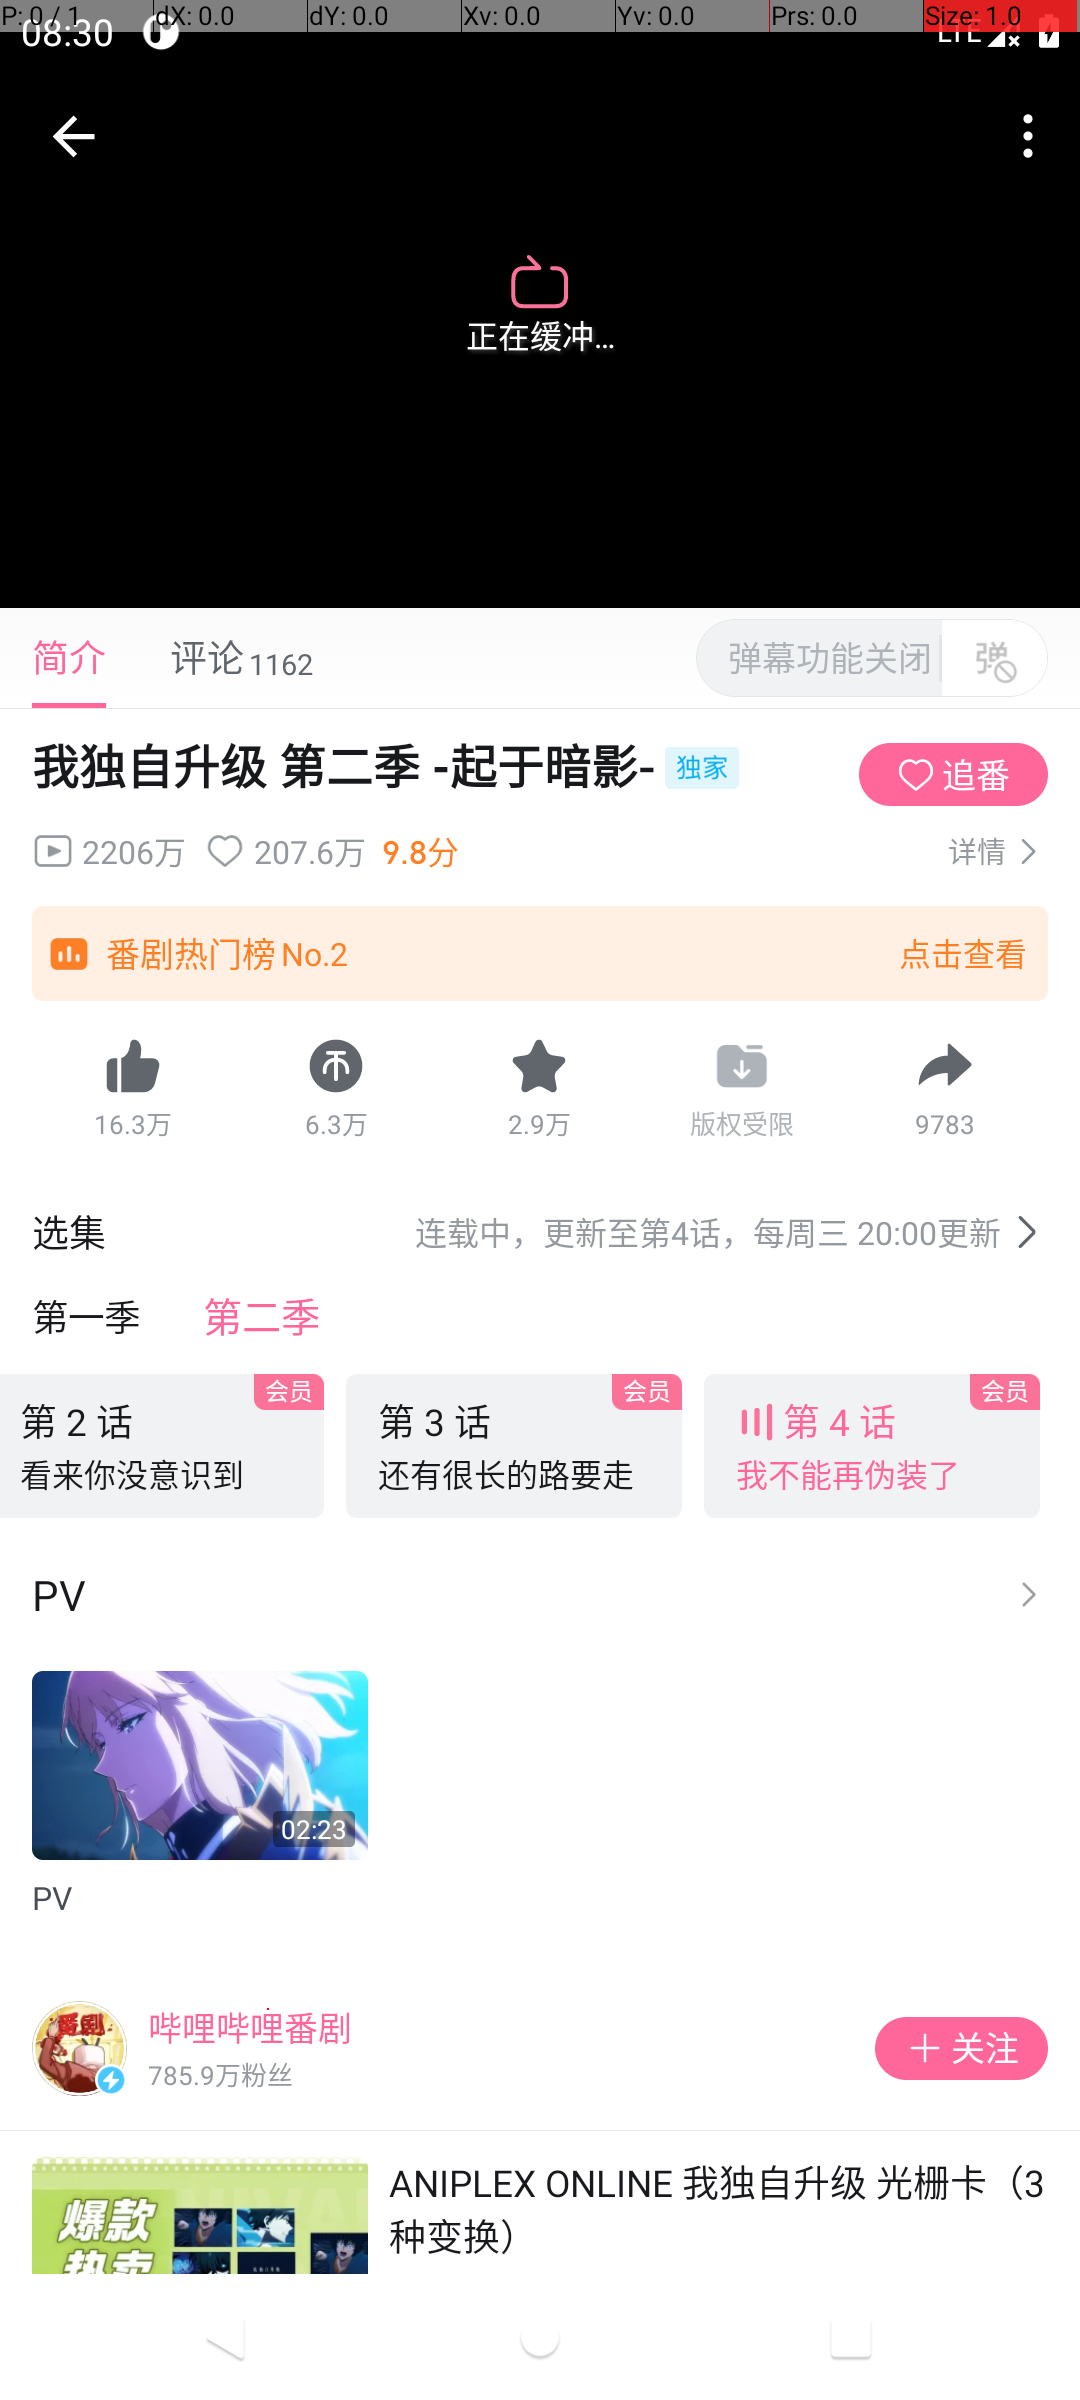 P: 0 / 1 dX: 0.0 dY: 0.0 Xv: 0.0 Yv: 0.0 Prs: 0.0 Size: 1.0
08:30 LTE
正在缓冲...
简介 评论 1162 弹幕功能关闭 弹
我独自升级 第二季 -起于暗影- 独家 追番
2206万 207.6万 9.8分 详情
番剧热门榜 No.2 点击查看
16.3万 6.3万 2.9万 版权受限 9783
选集 连载中，更新至第4话，每周三 20:00更新
第一季 第二季
会员 会员 会员
第 2 话 第 3 话 第 4 话
看来你没意识到 还有很长的路要走 我不能再伪装了
PV
02:23
PV
番剧
哔哩哔哩番剧
785.9万粉丝
关注
爆款
热卖
ANIPLEX ONLINE 我独自升级 光栅卡（3
种变换）